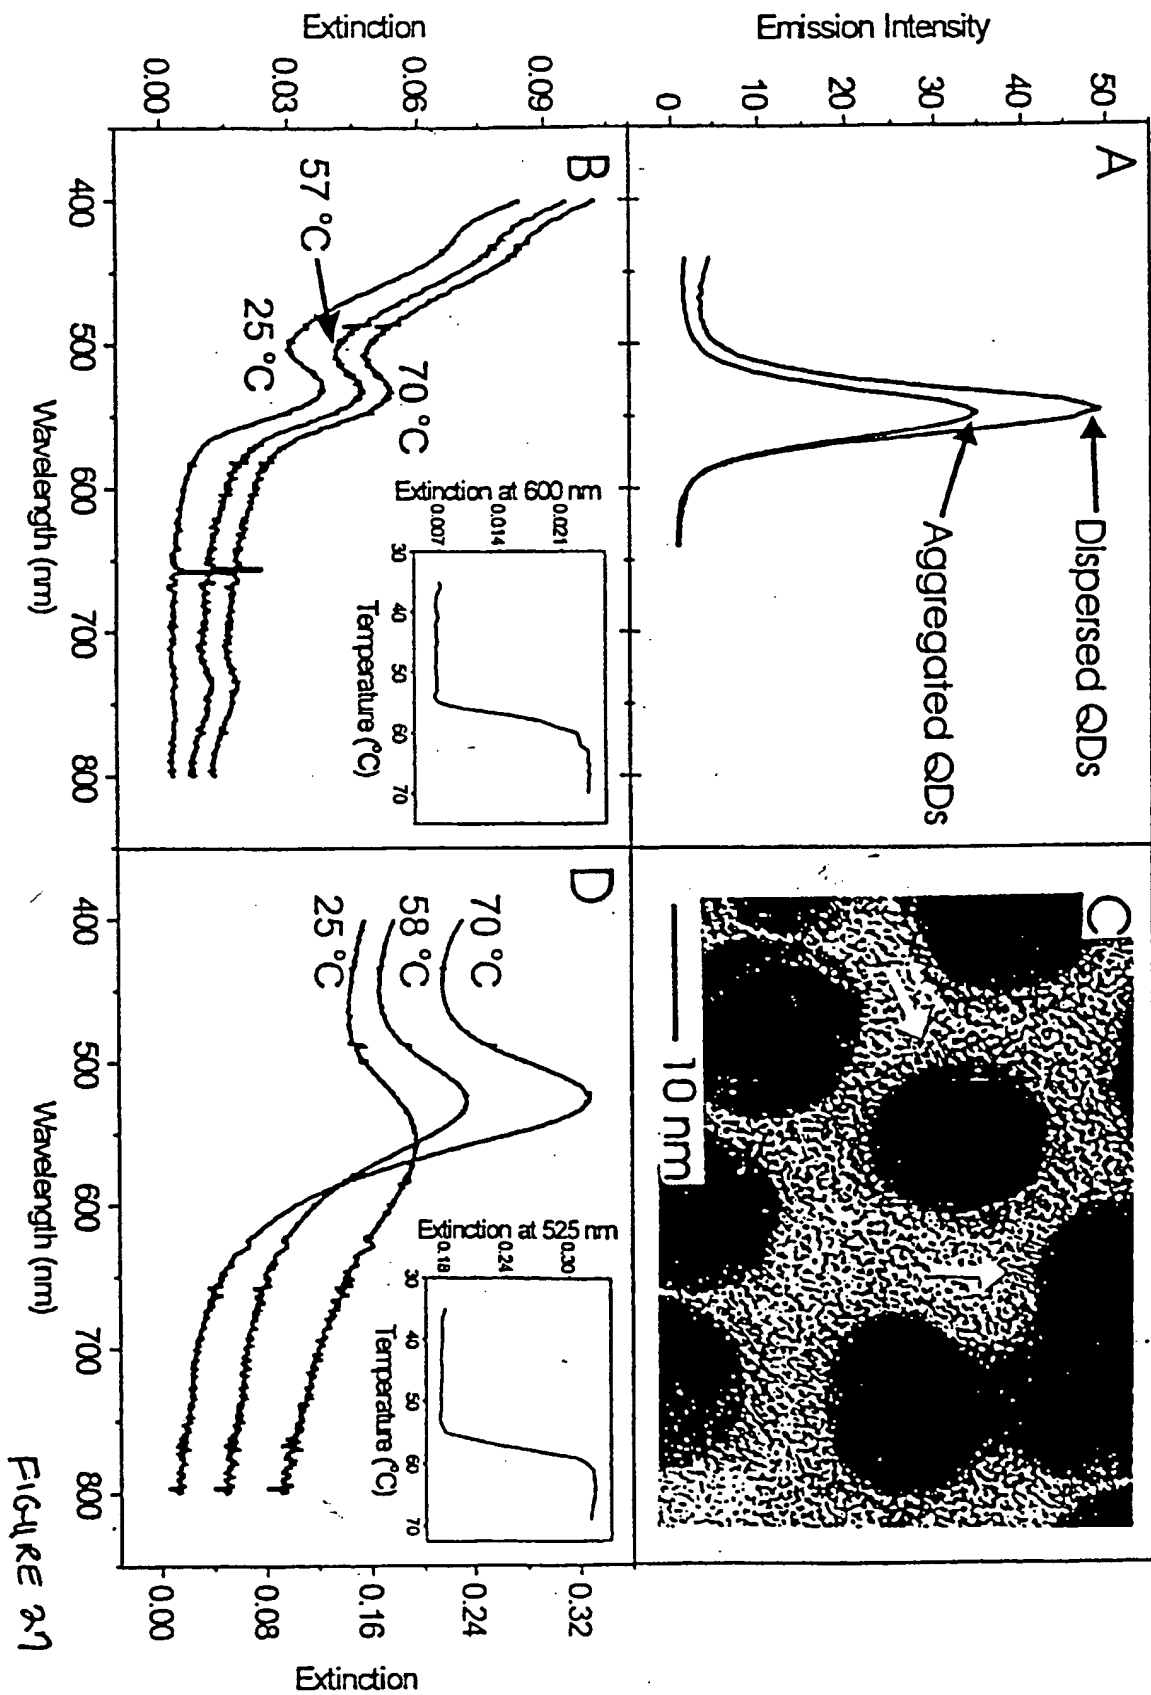 A
Emission Intensity
0
10
20
30
40
50
Dispersed QDs
Aggregated QDs
B
Extinction
0.00
0.03
0.06
0.09
57 °C
25 °C
70 °C
400
500
600
700
800
Wavelength (nm)
Extinction at 600 nm
0.007
0.014
0.021
30
40
50
60
70
Temperature (°C)
C
10 nm
D
70 °C
58 °C
25 °C
400
500
600
700
800
Wavelength (nm)
0.00
0.08
0.16
0.24
0.32
Extinction
Extinction at 525 nm
0.18
0.24
0.30
30
40
50
60
70
Temperature (°C)
FIGURE 27